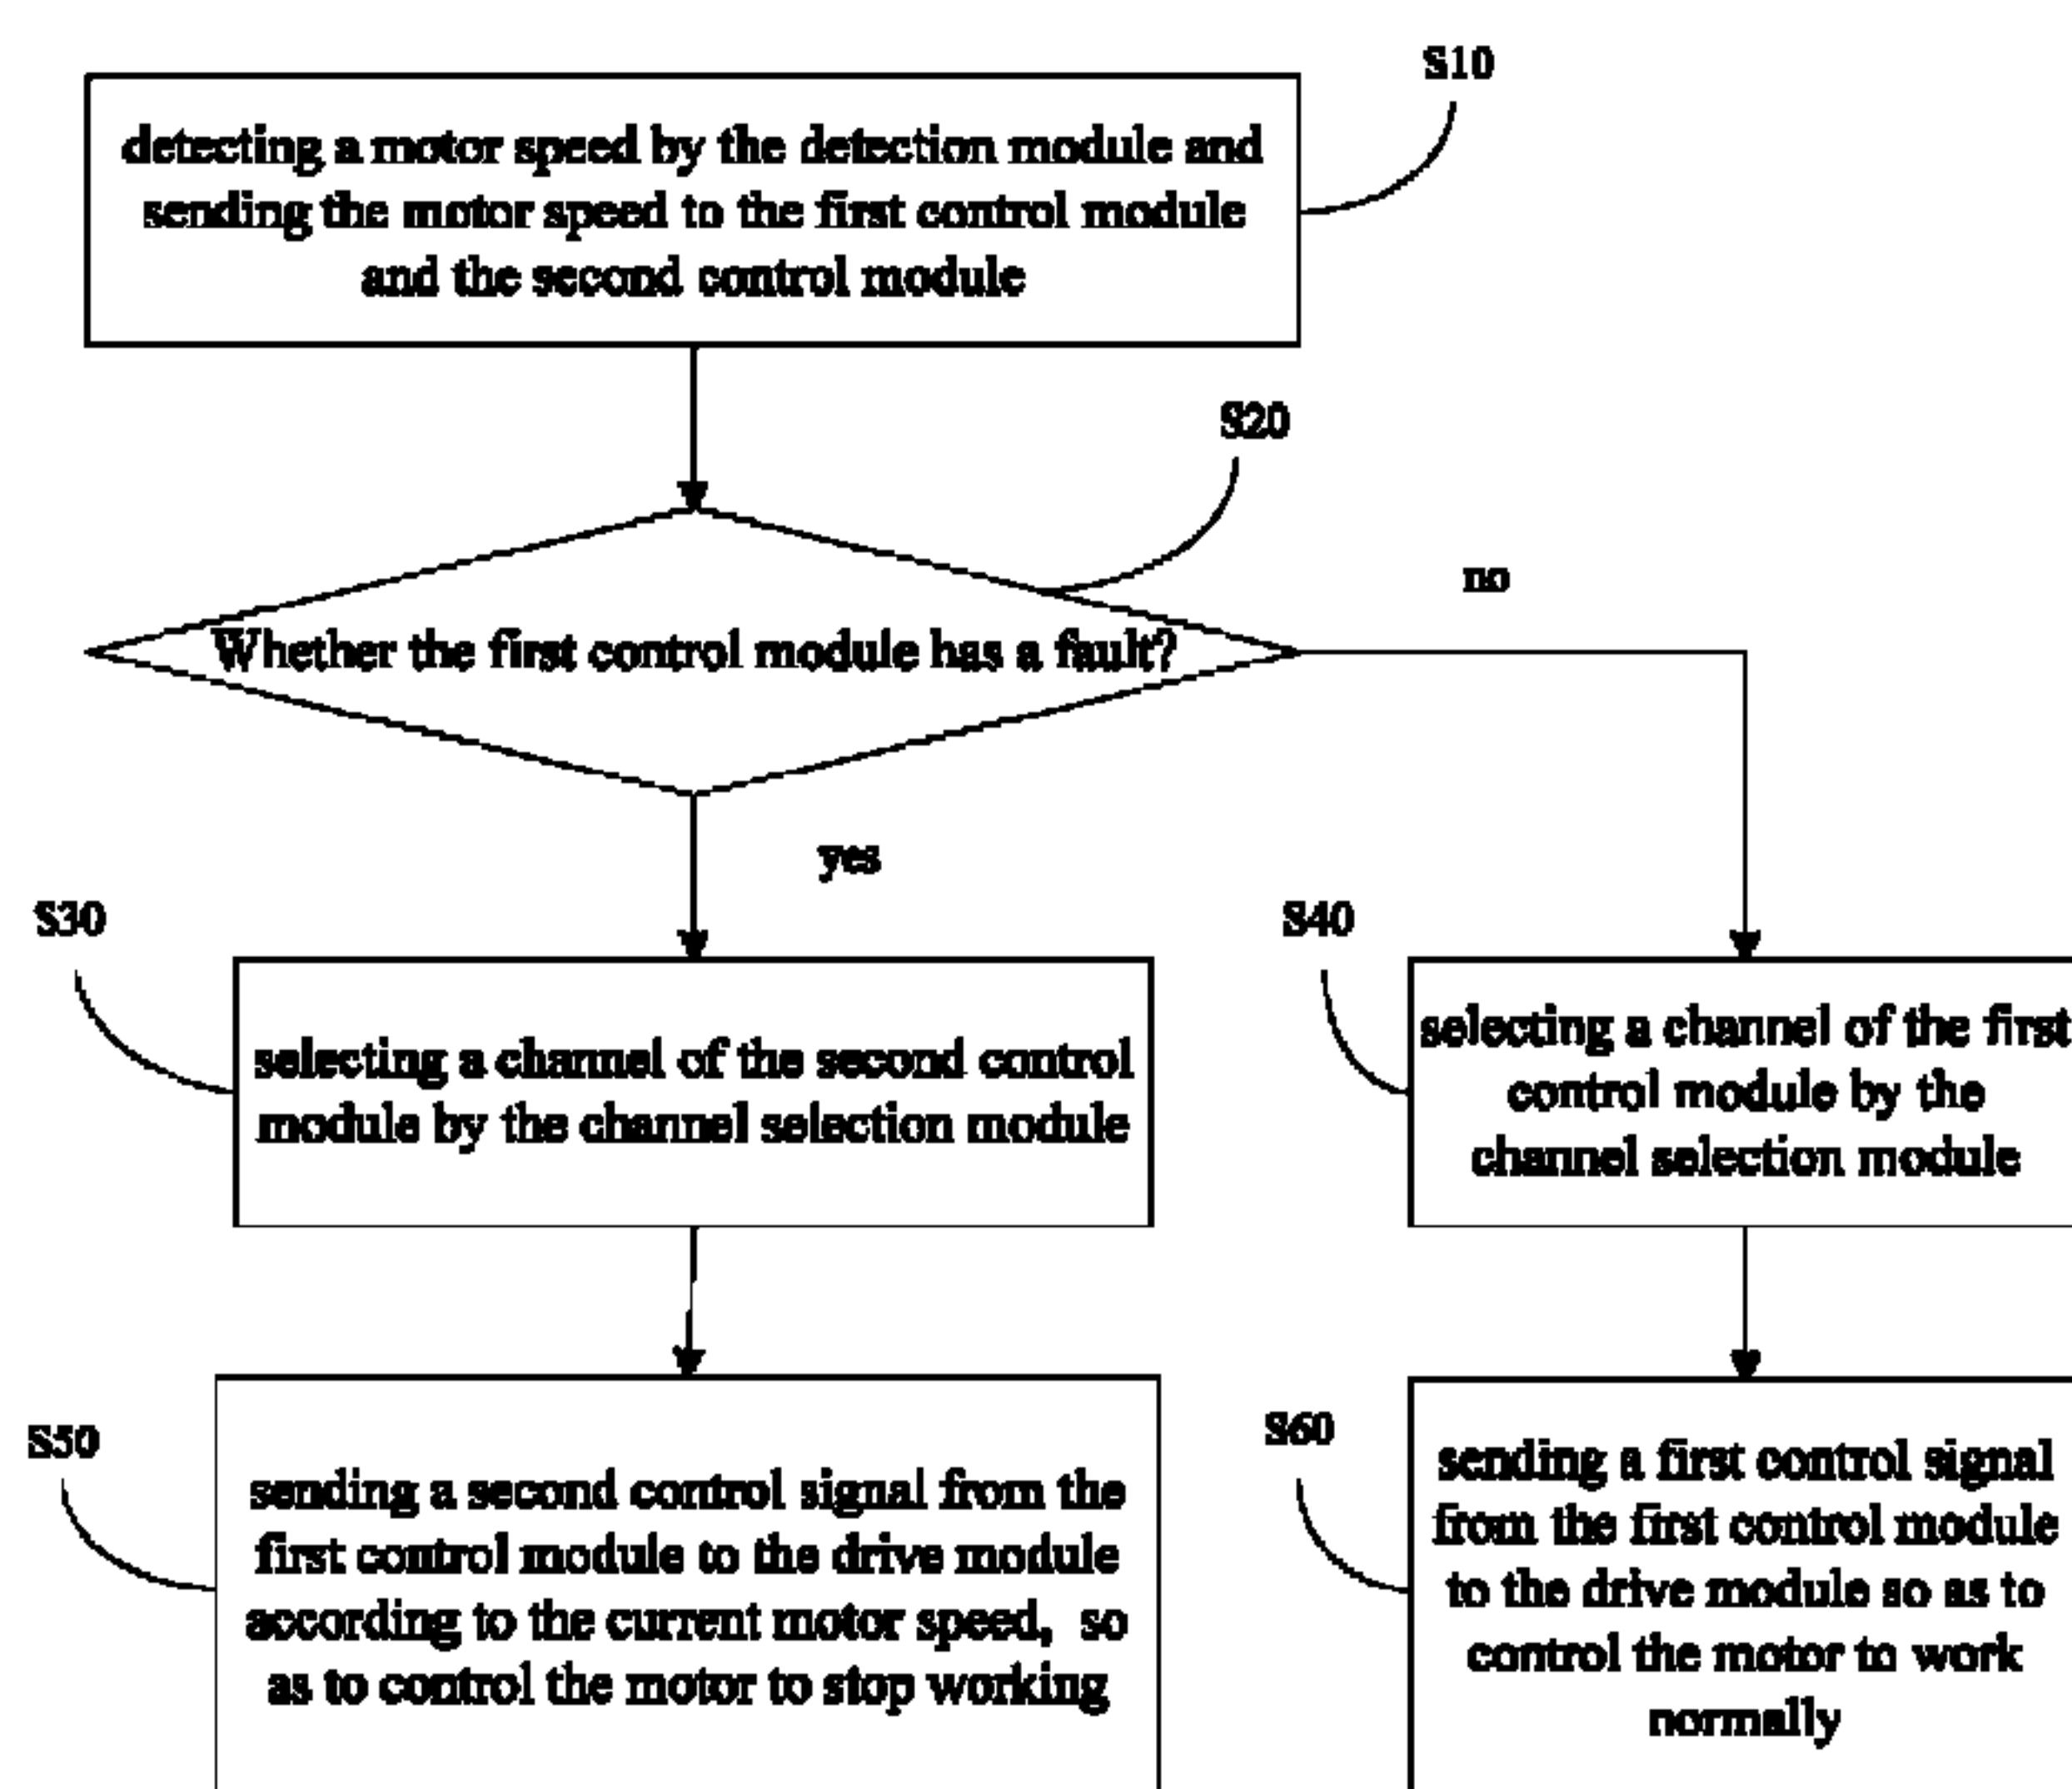 S10
detecting a motor speed by the detection module and
sending the motor speed to the first control module
and the second control module
S20
Whether the first control module has a fault?
no
yes
S30
selecting a channel of the second control
module by the channel selection module
S40
selecting a channel of the first
control module by the
channel selection module
S50
sending a second control signal from the
first control module to the drive module
according to the current motor speed, so
as to control the motor to stop working
S60
sending a first control signal
from the first control module
to the drive module so as to
control the motor to work
normally